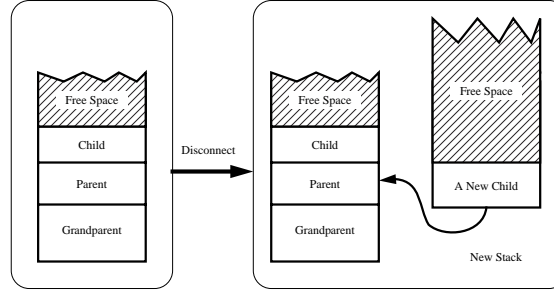 Free Space
Child
Parent
Grandparent
Disconnect
Free Space
Child
Parent
Grandparent
Free Space
A New Child
New Stack